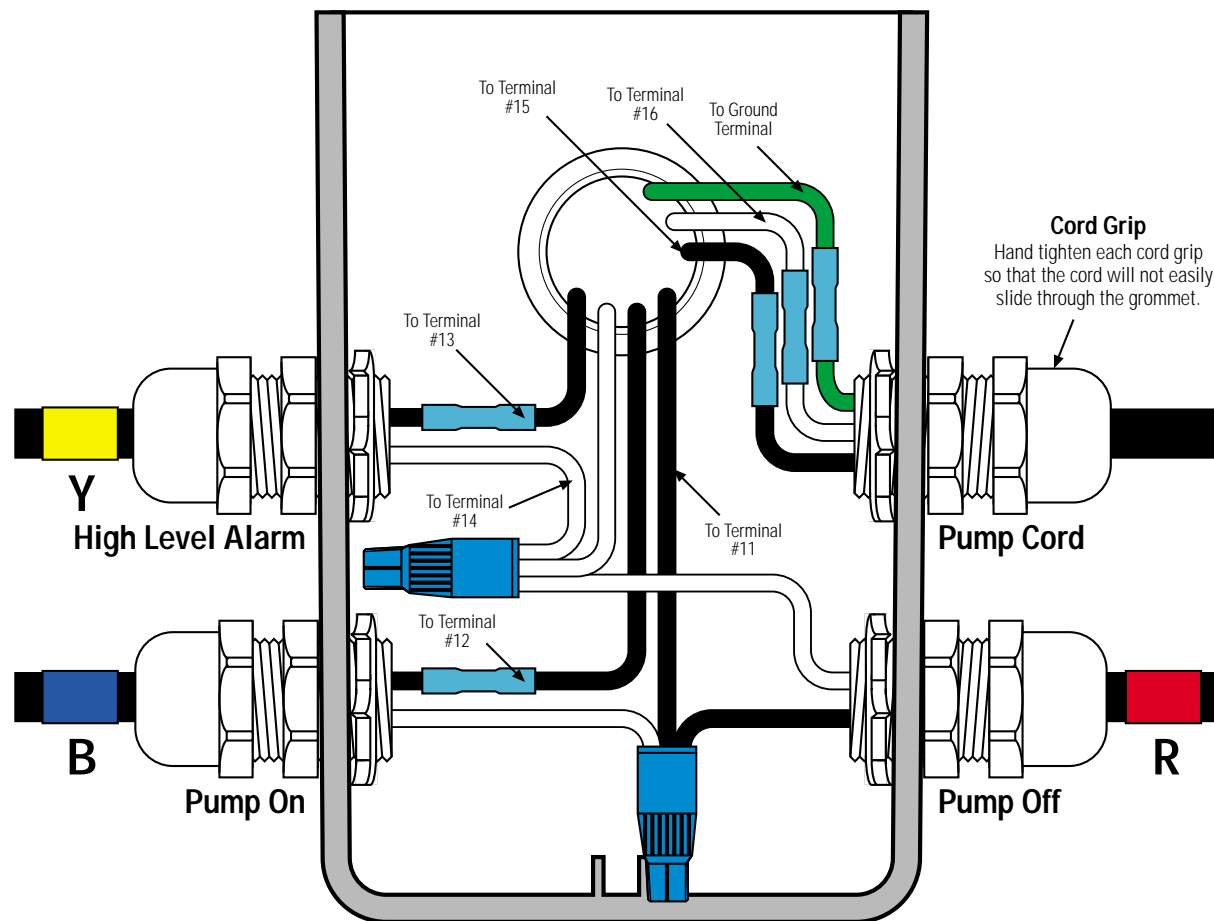 To Terminal
#15
To Terminal
#16
To Ground
Terminal
Cord Grip
Hand tighten each cord grip
so that the cord will not easily
slide through the grommet.
To Terminal
#13
Y
High Level Alarm
To Terminal
#14
To Terminal
#11
Pump Cord
To Terminal
#12
B
Pump On
R
Pump Off